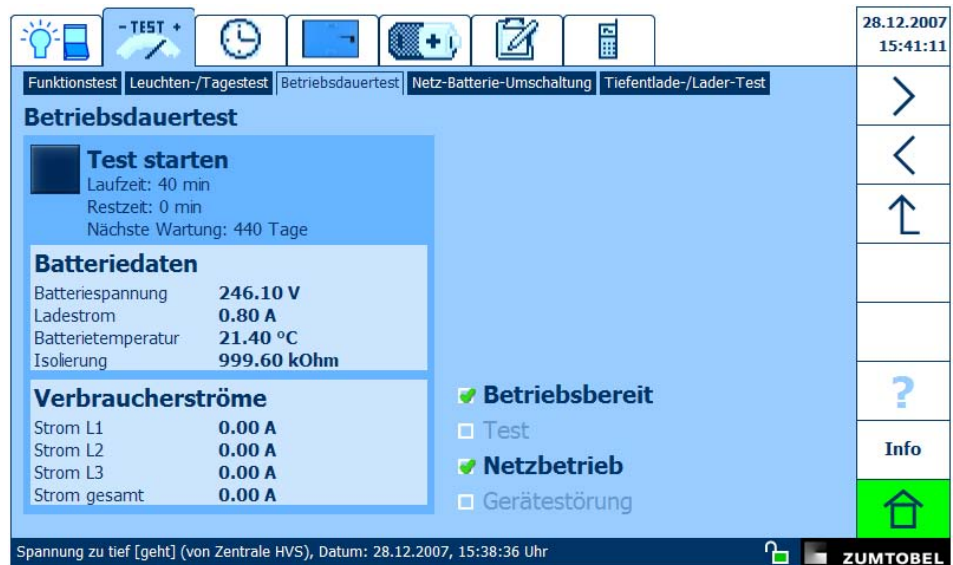 - TEST +
28.12.2007
15:41:11
Funktionstest Leuchten-/Tagestest Betriebsdauertest Netz-Batterie-Umschaltung Tiefentlade-/Lader-Test
Betriebsdauertest
Test starten
Laufzeit: 40 min
Restzeit: 0 min
Nächste Wartung: 440 Tage
Batteriedaten
Batteriespannung 246.10 V
Ladestrom 0.80 A
Batterietemperatur 21.40 °C
Isolierung 999.60 kOhm
Verbraucherströme
Strom L1 0.00 A
Strom L2 0.00 A
Strom L3 0.00 A
Strom gesamt 0.00 A
Betriebsbereit
Test
Netzbetrieb
Gerätestörung
?
Info
Spannung zu tief [geht] (von Zentrale HVS), Datum: 28.12.2007, 15:38:36 Uhr
ZUMTOBEL